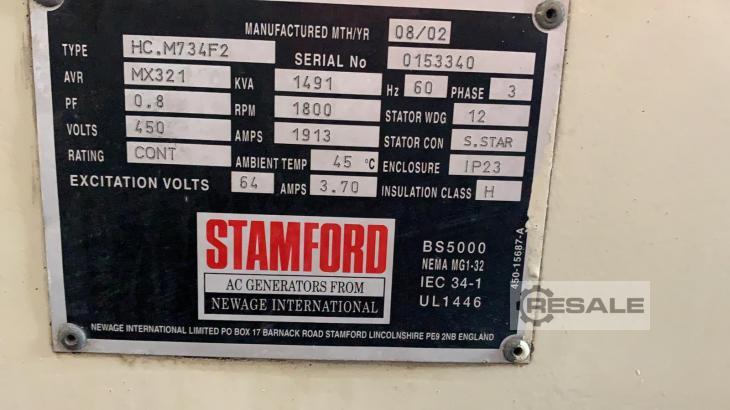 MANUFACTURED MTH/YR 08/02
TYPE HC.M734F2 SERIAL No 0153340
AVR MX321 KVA 1491 Hz 60 PHASE 3
PF 0.8 RPM 1800 STATOR WDG 12
VOLTS 450 AMPS 1913 STATOR CON S.STAR
RATING CONT AMBIENT TEMP 45 °C ENCLOSURE IP23
EXCITATION VOLTS 64 AMPS 3.70 INSULATION CLASS H
STAMFORD
AC GENERATORS FROM
NEWAGE INTERNATIONAL
BS5000
NEMA MG1-32
IEC 34-1
UL1446
450-15687-A
RESALE
NEWAGE INTERNATIONAL LIMITED PO BOX 17 BARNACK ROAD STAMFORD LINCOLNSHIRE PE9 2NB ENGLAND